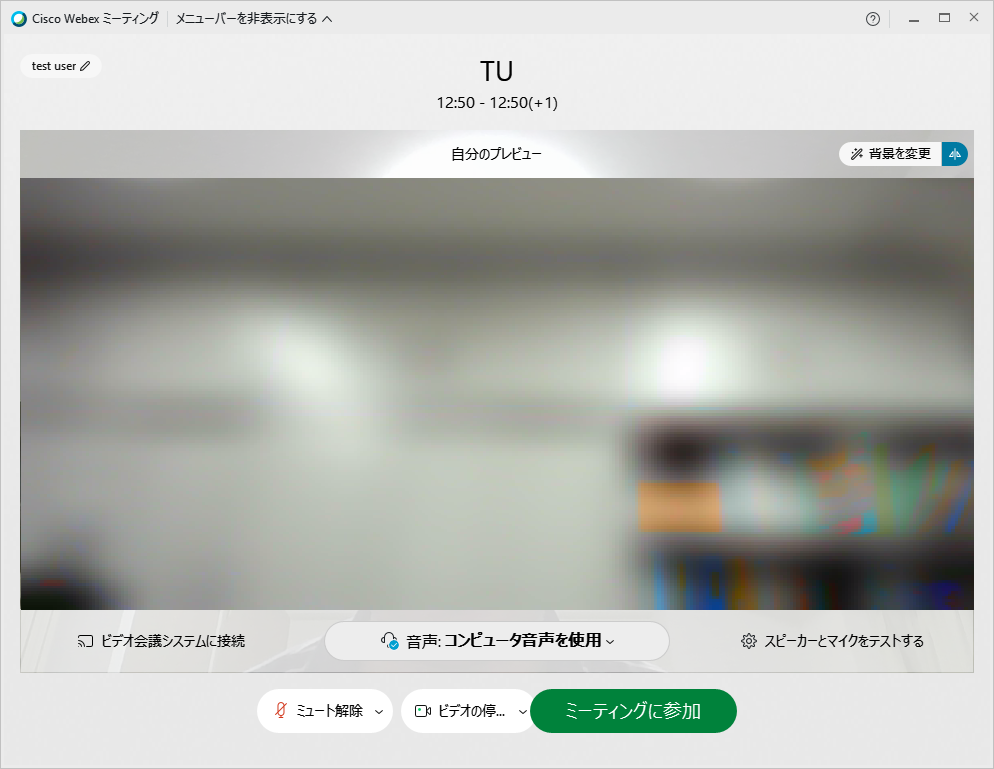 Cisco Webex ミーティング
メニューバーを非表示にする
test user
TU
12:50 - 12:50(+1)
自分のプレビュー
背景を変更
ビデオ会議システムに接続
音声: コンピュータ音声を使用
スピーカーとマイクをテストする
ミュート解除
ビデオの停...
ミーティングに参加